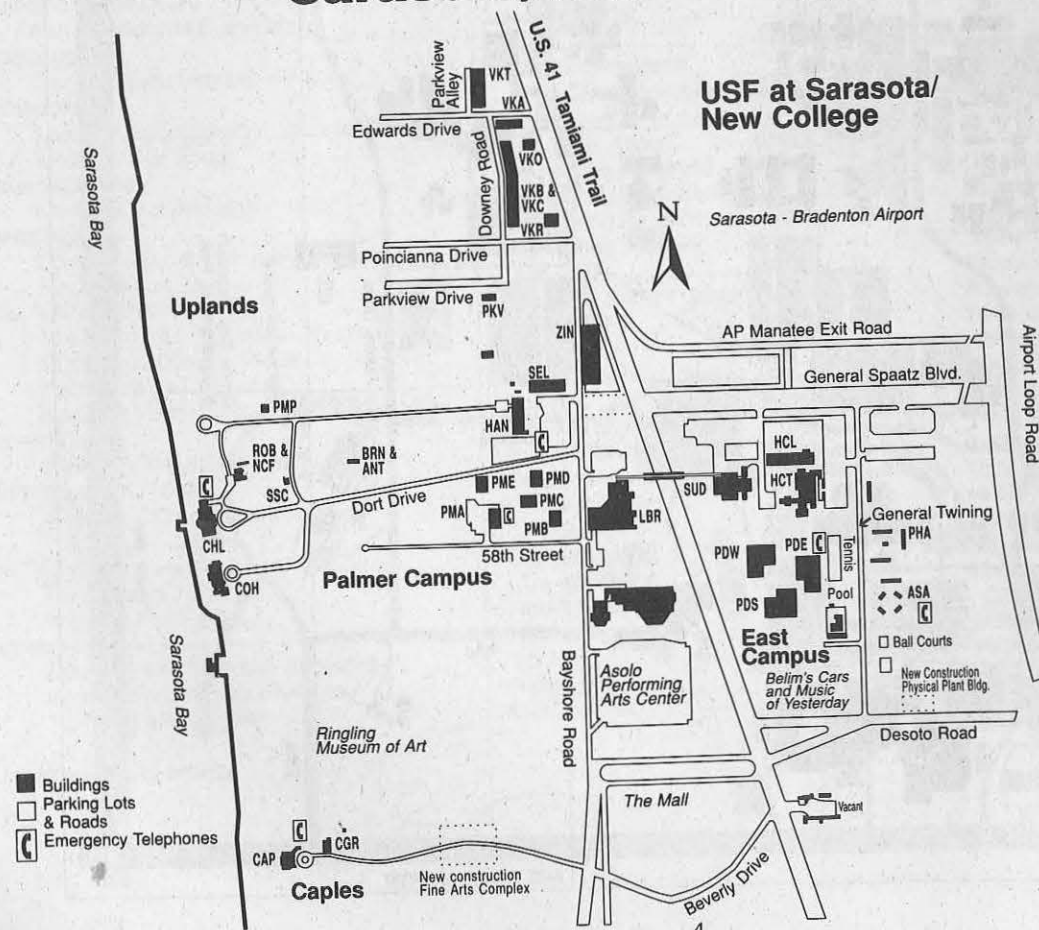 U.S. 41 Tamiami Trail
USF at Sarasota/
New College
Parkview
Alley
VKT
VKA
Edwards Drive
Downey Road
VKO
VKB &
VKC
VKR
N
Sarasota - Bradenton Airport
Sarasota Bay
Poincianna Drive
Parkview Drive
Uplands
PKV
ZIN
AP Manatee Exit Road
General Spaatz Blvd.
Airport Loop Road
SEL
PMP
HAN
ROB &
NCF
BRN &
ANT
SSC
HCL
HCT
SUD
PME
PMD
PMC
PMA
PMB
LBR
Dort Drive
General Twining
PHA
CHL
58th Street
PDW
PDE
Tennis
Palmer Campus
COH
PDS
Pool
ASA
East
Campus
Ball Courts
Belim's Cars
and Music
of Yesterday
New Construction
Physical Plant Bldg.
Sarasota Bay
Bayshore Road
Asolo
Performing
Arts Center
Desoto Road
Ringling
Museum of Art
Buildings
Parking Lots
& Roads
Emergency Telephones
The Mall
Vacant
CGR
CAP
Caples
New construction
Fine Arts Complex
Beverly Drive